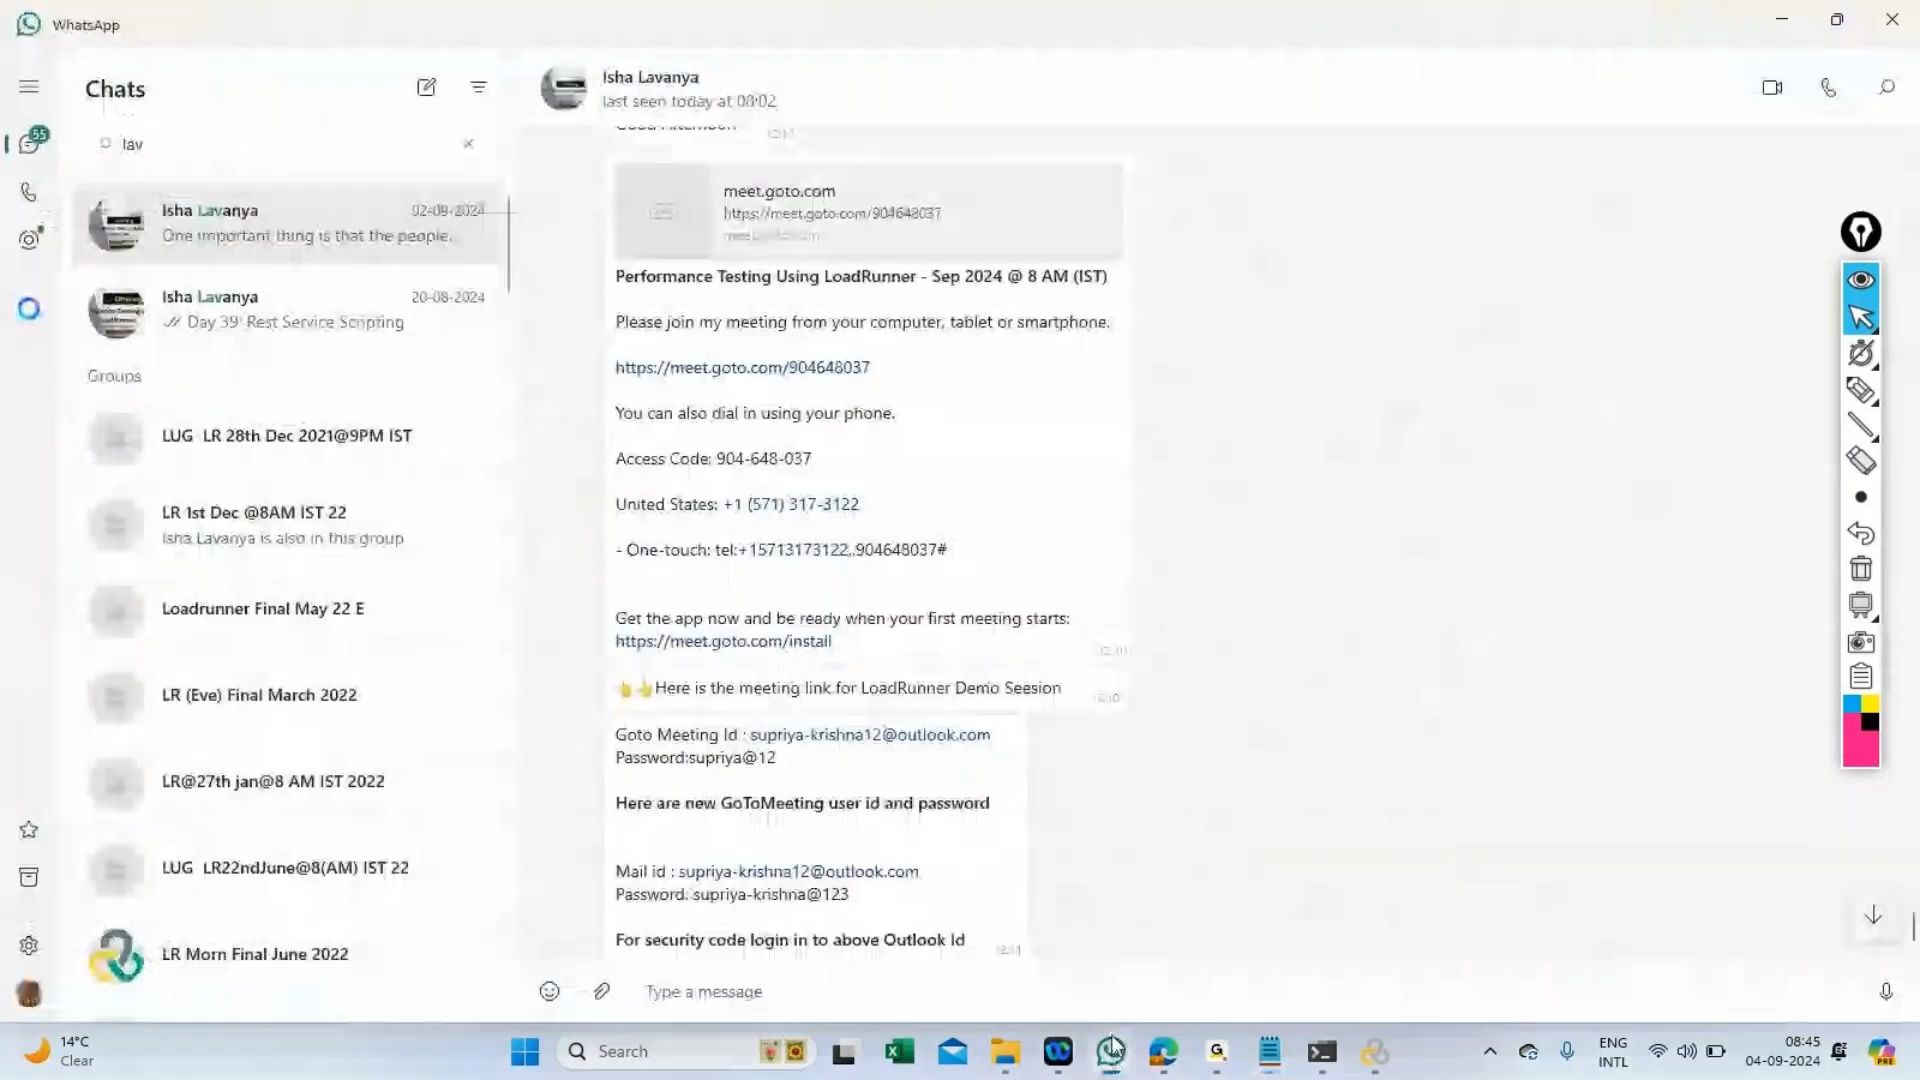 WhatsApp
Chats
55
lav
Isha Lavanya
02-09-2024
One important thing is that the people.
Isha Lavanya
20-08-2024
Day 39: Rest Service Scripting
Groups
LUG LR 28th Dec 2021@9PM IST
LR 1st Dec @8AM IST 22
Isha Lavanya is also in this group
Loadrunner Final May 22 E
LR (Eve) Final March 2022
LR@27th jan@8 AM IST 2022
LUG LR22ndJune@8(AM) IST 22
LR Morn Final June 2022
Isha Lavanya
last seen today at 08:02
Good Afternoon
meet.goto.com
https://meet.goto.com/904648037
Performance Testing Using LoadRunner - Sep 2024 @ 8 AM (IST)
Please join my meeting from your computer, tablet or smartphone.
https://meet.goto.com/904648037
You can also dial in using your phone.
Access Code: 904-648-037
United States: +1 (571) 317-3122
- One-touch: tel:+15713173122,,904648037#
Get the app now and be ready when your first meeting starts:
https://meet.goto.com/install
Here is the meeting link for LoadRunner Demo Seesion
Goto Meeting Id : supriya-krishna12@outlook.com
Password:supriya@12
Here are new GoToMeeting user id and password
Mail id : supriya-krishna12@outlook.com
Password: supriya-krishna@123
For security code login in to above Outlook Id
Type a message
14°C
Clear
Search
ENG
INTL
08:45
04-09-2024